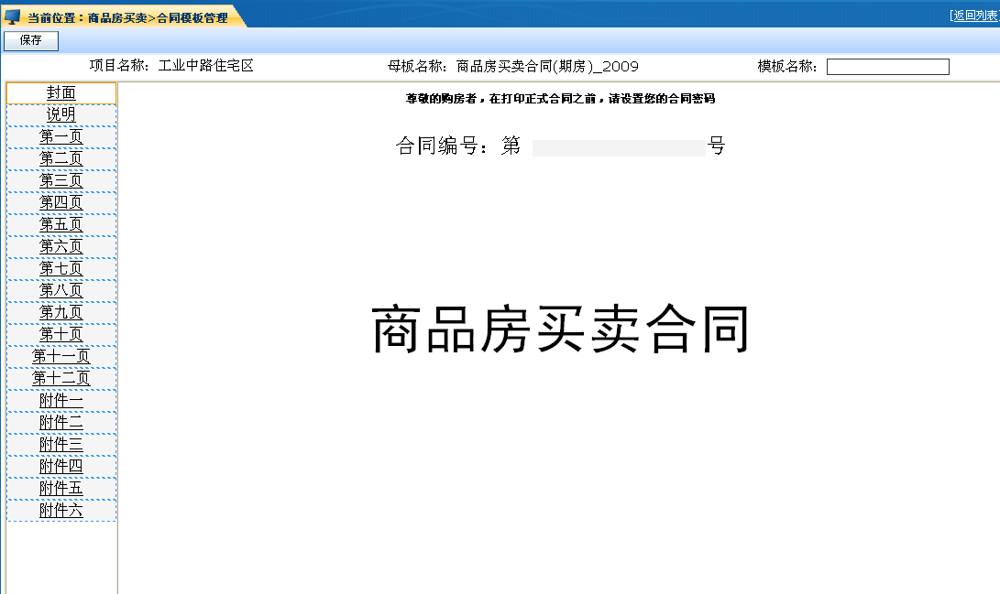 当前位置：商品房买卖>合同模板管理
[返回列表
保存
项目名称: 工业中路住宅区 母板名称: 商品房买卖合同(期房)_2009 模板名称:
封面
说明
第一页
第二页
第三页
第四页
第五页
第六页
第七页
第八页
第九页
第十页
第十一页
第十二页
附件一
附件二
附件三
附件四
附件五
附件六
尊敬的购房者，在打印正式合同之前，请设置您的合同密码
合同编号: 第 号
商品房买卖合同